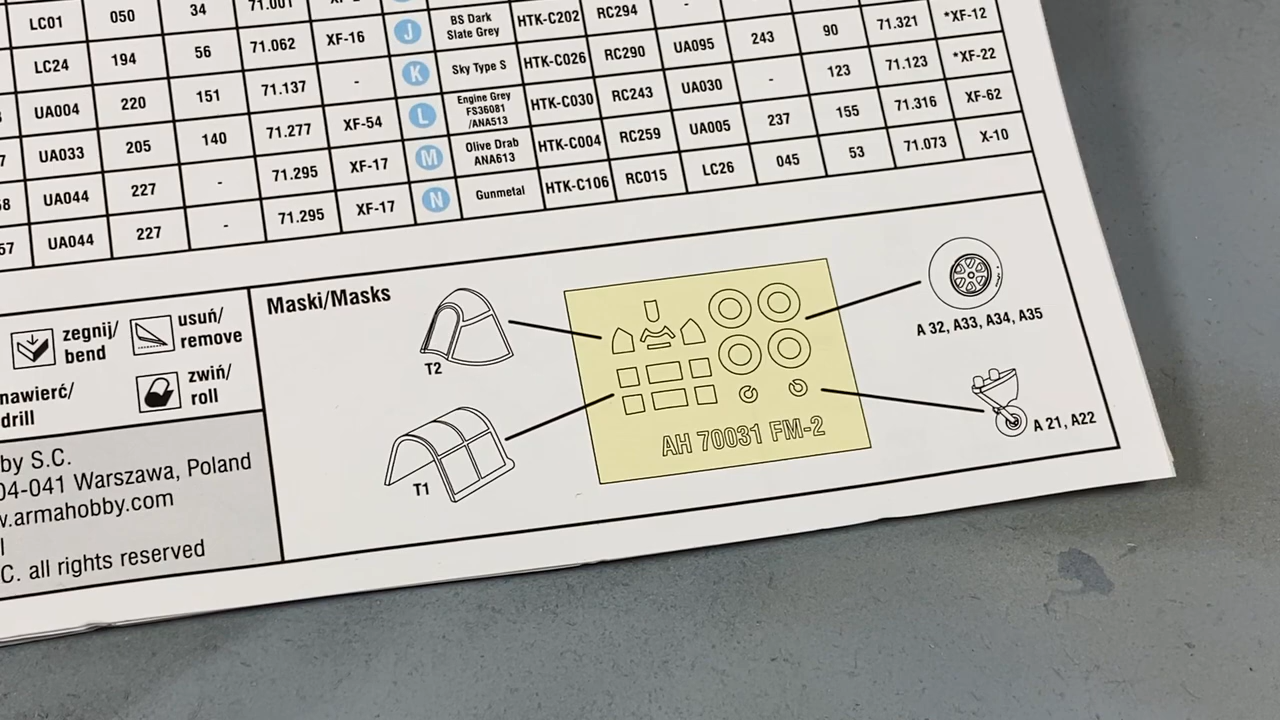 LC01 050 34 71.001
LC24 194 56 71.062 XF-16 J BS Dark Slate Grey HTK-C202 RC294 - 71.321 *XF-12
UA004 220 151 71.137 - K Sky Type S HTK-C026 RC290 UA095 243 90 71.123 *XF-22
UA033 205 140 71.277 XF-54 L Engine Grey FS36081 /ANA513 HTK-C030 RC243 UA030 - 123 71.316 XF-62
UA044 227 - 71.295 XF-17 M Olive Drab ANA613 HTK-C004 RC259 UA005 237 155 71.073 X-10
UA044 227 - 71.295 XF-17 N Gunmetal HTK-C106 RC015 LC26 045 53
Maski/Masks
zegnij/
bend
usuń/
remove
nawierć/
drill
zwiń/
roll
by S.C.
04-041 Warszawa, Poland
w.armahobby.com
C. all rights reserved
T2
T1
AH 70031 FM-2
A 32, A33, A34, A35
A 21, A22